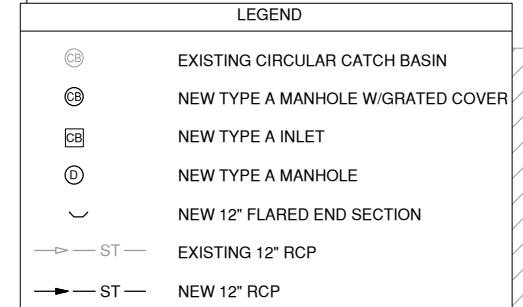 LEGEND
CB EXISTING CIRCULAR CATCH BASIN
CB NEW TYPE A MANHOLE W/GRATED COVER
CB NEW TYPE A INLET
D NEW TYPE A MANHOLE
NEW 12" FLARED END SECTION
ST EXISTING 12" RCP
ST NEW 12" RCP